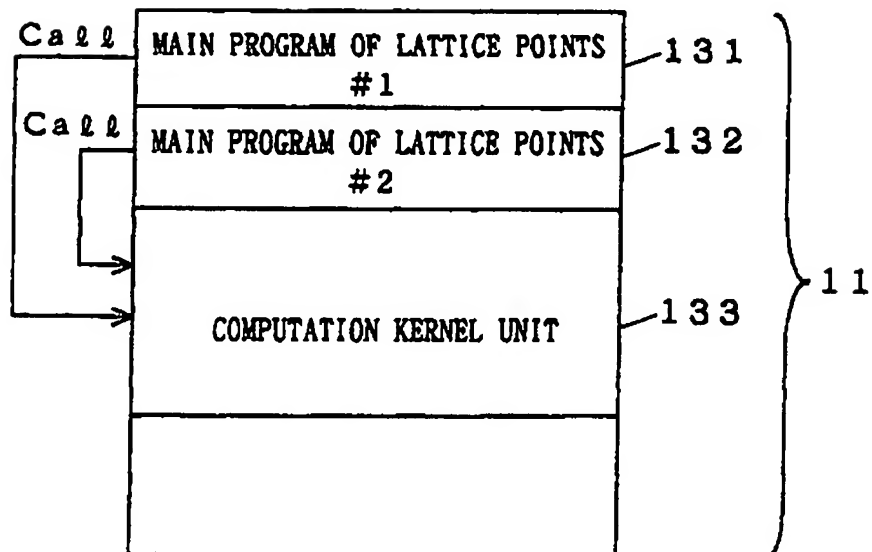 Call
MAIN PROGRAM OF LATTICE POINTS
#1
131
Call
MAIN PROGRAM OF LATTICE POINTS
#2
132
11
COMPUTATION KERNEL UNIT
133